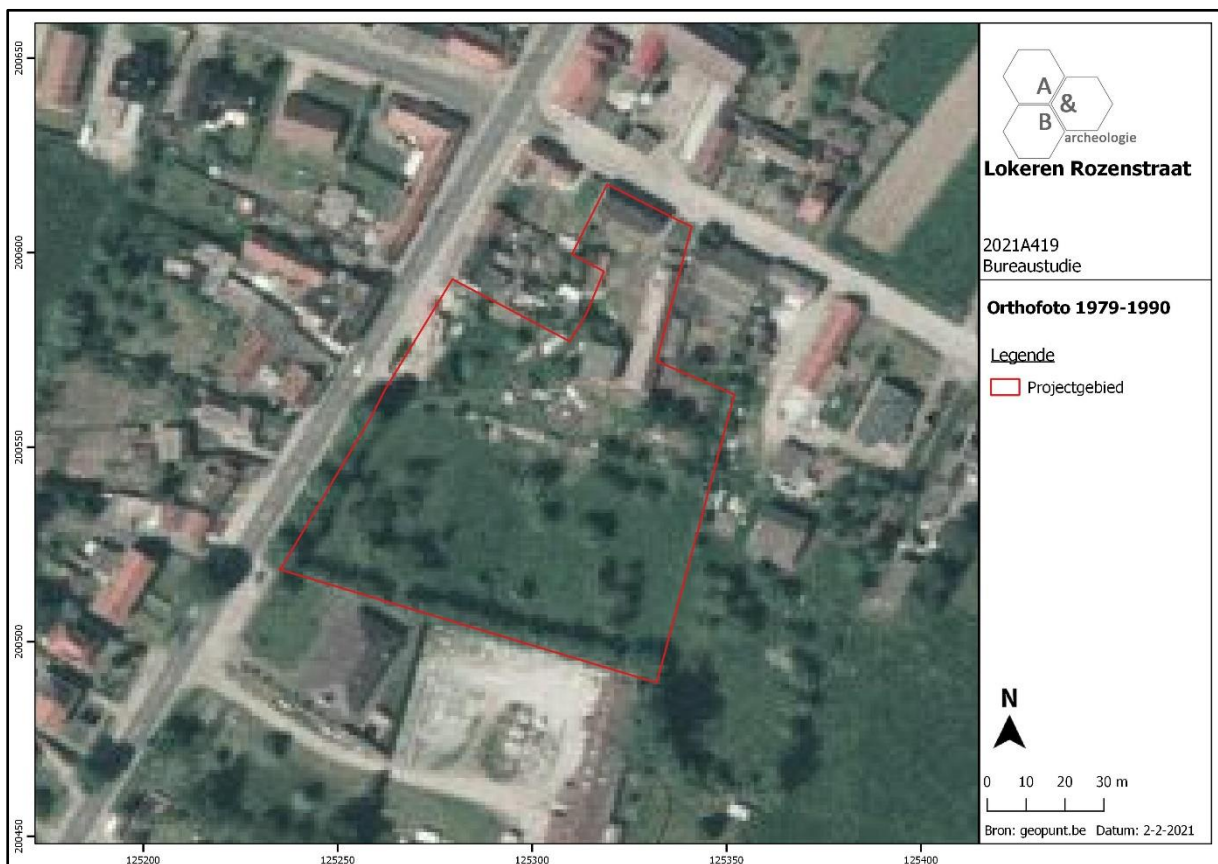 A
&
B
archeologie
Lokeren Rozenstraat
2021A419
Bureaustudie
Orthofoto 1979-1990
Legende
Projectgebied
N
0 10 20 30 m
Bron: geopunt.be Datum: 2-2-2021
200650
200600
200550
200500
200450
125200 125250 125300 125350 125400